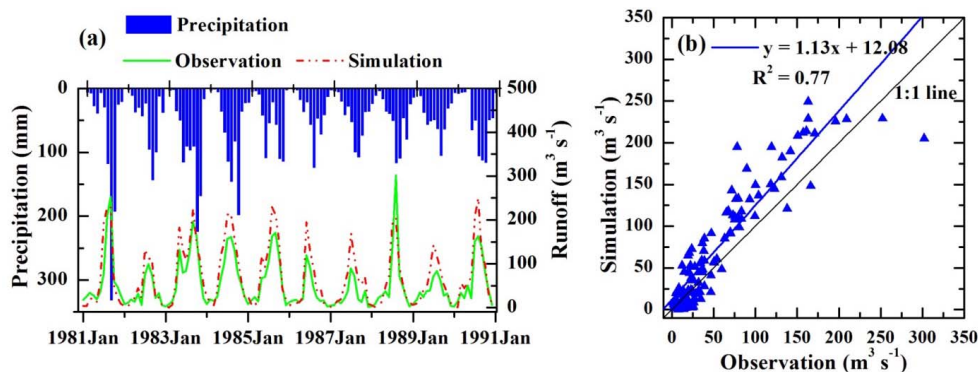 (a)
Precipitation
Observation
Simulation
0
100
200
300
Precipitation (mm)
500
400
300
200
100
0
Runoff (m³ s⁻¹)
1981Jan 1983Jan 1985Jan 1987Jan 1989Jan 1991Jan
(b)
y = 1.13x + 12.08
R² = 0.77
1:1 line
350
300
250
200
150
100
50
0
Simulation (m³ s⁻¹)
0 50 100 150 200 250 300 350
Observation (m³ s⁻¹)